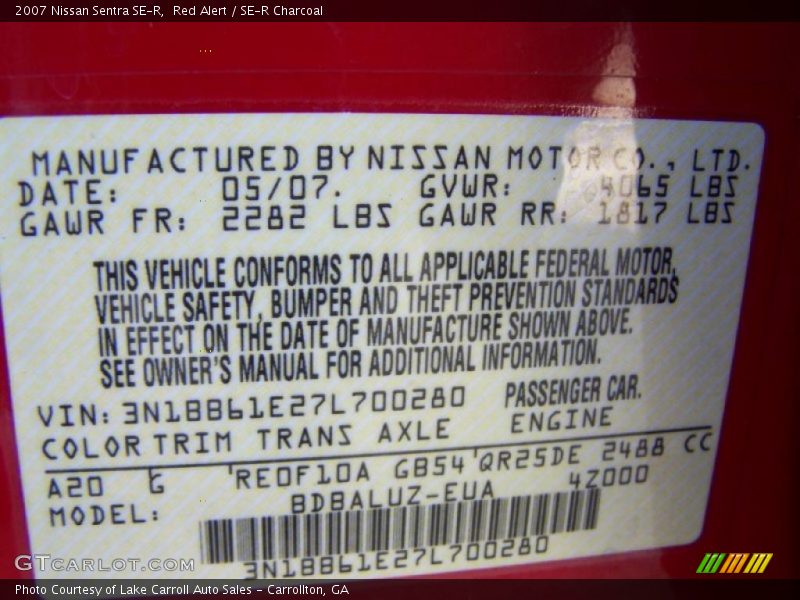 2007 Nissan Sentra SE-R,  Red Alert / SE-R Charcoal
MANUFACTURED BY NISSAN MOTOR CO., LTD.
DATE: 05/07. GVWR: 4065 LBS
GAWR FR: 2282 LBS GAWR RR: 1817 LBS
THIS VEHICLE CONFORMS TO ALL APPLICABLE FEDERAL MOTOR,
VEHICLE SAFETY, BUMPER AND THEFT PREVENTION STANDARDS
IN EFFECT ON THE DATE OF MANUFACTURE SHOWN ABOVE.
SEE OWNER'S MANUAL FOR ADDITIONAL INFORMATION.
VIN: 3N1BB61E27L700280 PASSENGER CAR.
COLOR TRIM TRANS AXLE ENGINE
A20 G 'RE0F10A GB54 'QR25DE 2488 CC
MODEL: BDBALUZ-EUA 4Z000
3N1BB61E27L700280
GTCARLOT.COM
Photo Courtesy of Lake Carroll Auto Sales - Carrollton, GA